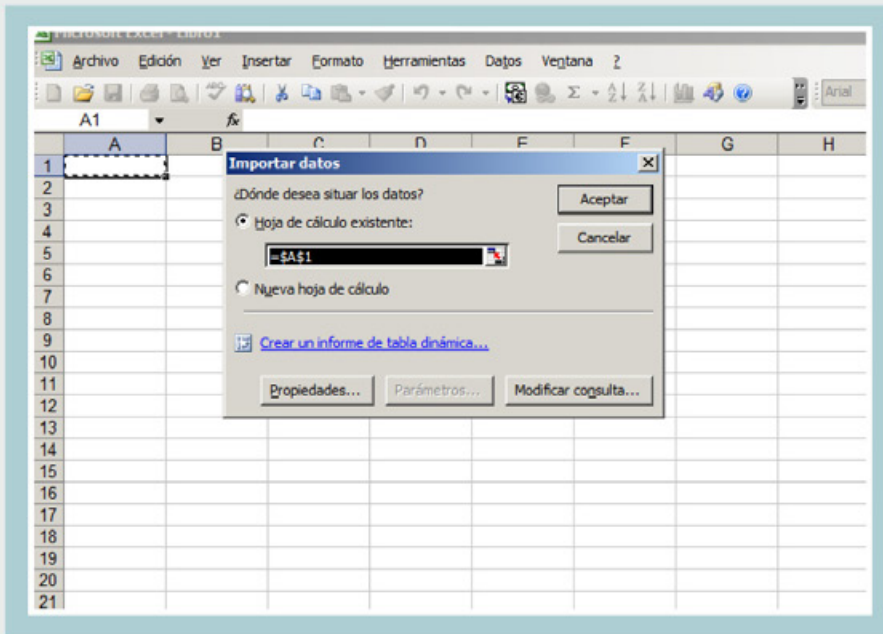 Microsoft Excel - Libro1
Archivo Edición Ver Insertar Formato Herramientas Datos Ventana ?
Arial
A1 fx
A B C D E F G H
1
Importar datos
¿Dónde desea situar los datos?
Aceptar
Hoja de cálculo existente:
Cancelar
=$A$1
Nueva hoja de cálculo
Crear un informe de tabla dinámica...
Propiedades... Parámetros... Modificar consulta...
2
3
4
5
6
7
8
9
10
11
12
13
14
15
16
17
18
19
20
21